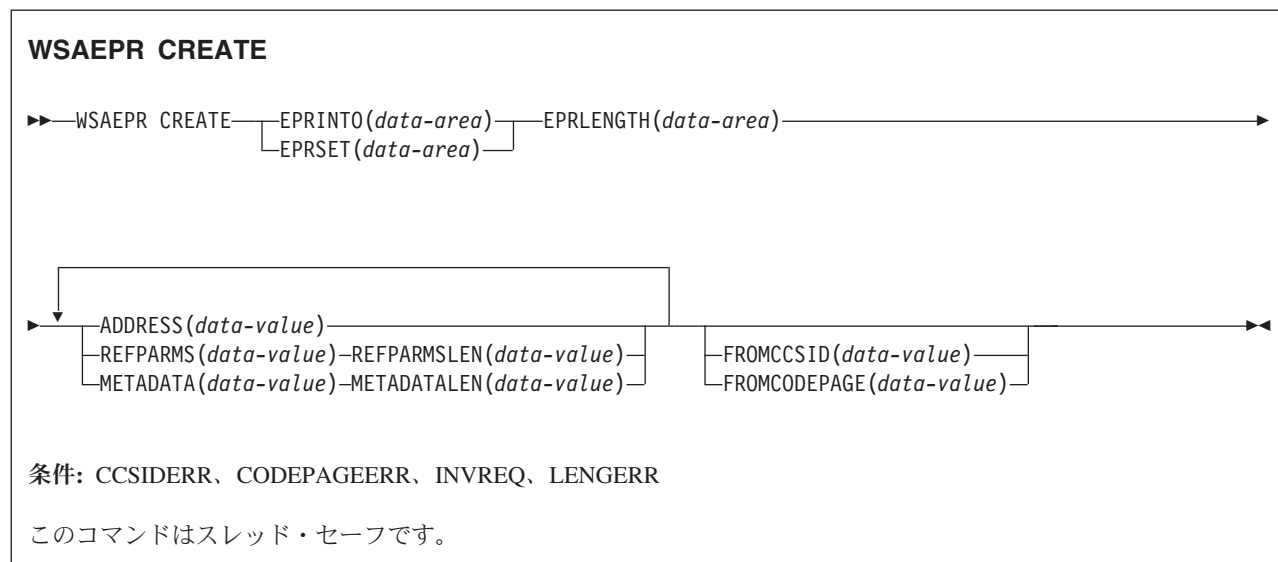 WSAEPR CREATE
WSAEPR CREATE EPRINTO(data-area) EPRLENGTH(data-area)
EPRSET(data-area)
ADDRESS(data-value)
REFPARMS(data-value) REFPARMSLEN(data-value) FROMCCSID(data-value)
METADATA(data-value) METADATALEN(data-value) FROMCODEPAGE(data-value)
条件: CCSIDERR、CODEPAGEERR、INVREQ、LENGERR
このコマンドはスレッド・セーフです。